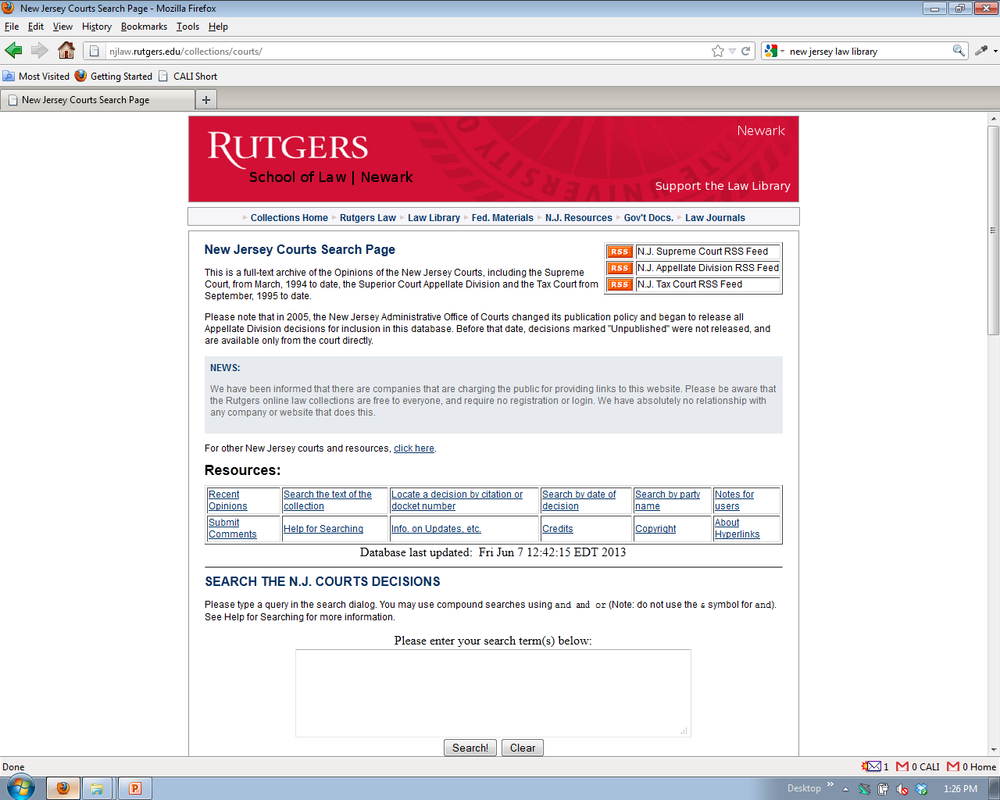 New Jersey Courts Search Page - Mozilla Firefox
File Edit View History Bookmarks Tools Help
njlaw.rutgers.edu/collections/courts/
new jersey law library
Most Visited Getting Started CALI Short
New Jersey Courts Search Page
RUTGERS
School of Law | Newark
Newark
Support the Law Library
Collections Home Rutgers Law Law Library Fed. Materials N.J. Resources Gov't Docs. Law Journals
New Jersey Courts Search Page
RSS N.J. Supreme Court RSS Feed
RSS N.J. Appellate Division RSS Feed
RSS N.J. Tax Court RSS Feed
This is a full-text archive of the Opinions of the New Jersey Courts, including the Supreme
Court, from March, 1994 to date, the Superior Court Appellate Division and the Tax Court from
September, 1995 to date.
Please note that in 2005, the New Jersey Administrative Office of Courts changed its publication policy and began to release all
Appellate Division decisions for inclusion in this database. Before that date, decisions marked "Unpublished" were not released, and
are available only from the court directly.
NEWS:
We have been informed that there are companies that are charging the public for providing links to this website. Please be aware that
the Rutgers online law collections are free to everyone, and require no registration or login. We have absolutely no relationship with
any company or website that does this.
For other New Jersey courts and resources, click here.
Resources:
Recent
Opinions
Search the text of the
collection
Locate a decision by citation or
docket number
Search by date of
decision
Search by party
name
Notes for
users
Submit
Comments
Help for Searching
Info. on Updates, etc.
Credits
Copyright
About
Hyperlinks
Database last updated: Fri Jun 7 12:42:15 EDT 2013
SEARCH THE N.J. COURTS DECISIONS
Please type a query in the search dialog. You may use compound searches using and and or (Note: do not use the & symbol for and).
See Help for Searching for more information.
Please enter your search term(s) below:
Search! Clear
Done
1 0 CALI 0 Home
Desktop 1:26 PM